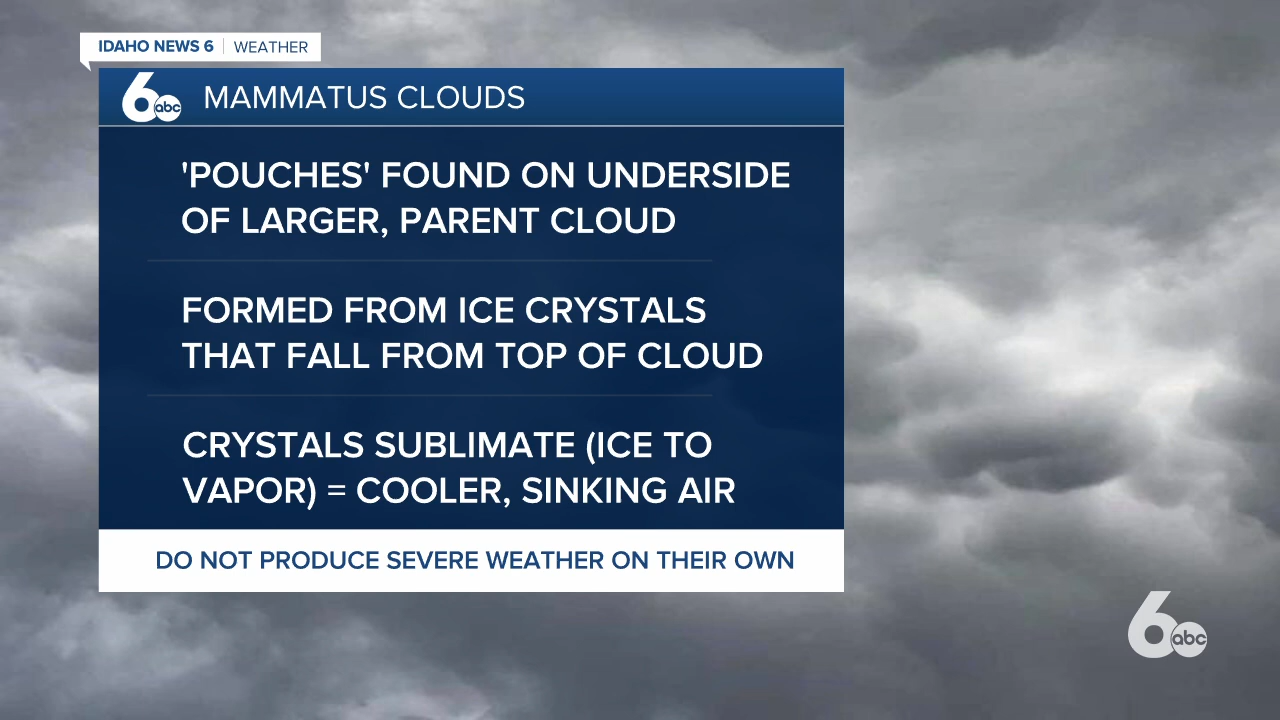 IDAHO NEWS 6 | WEATHER
6abc MAMMATUS CLOUDS
'POUCHES' FOUND ON UNDERSIDE
OF LARGER, PARENT CLOUD
FORMED FROM ICE CRYSTALS
THAT FALL FROM TOP OF CLOUD
CRYSTALS SUBLIMATE (ICE TO
VAPOR) = COOLER, SINKING AIR
DO NOT PRODUCE SEVERE WEATHER ON THEIR OWN
6abc